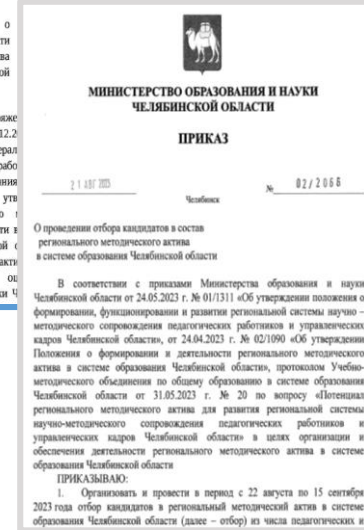 о
ти
ва
ой
МИНИСТЕРСТВО ОБРАЗОВАНИЯ И НАУКИ
ЧЕЛЯБИНСКОЙ ОБЛАСТИ
ПРИКАЗ
21 АВГ 2023 № 02/2066
Челябинск
О проведении отбора кандидатов в состав
регионального методического актива
в системе образования Челябинской области
В соответствии с приказами Министерства образования и науки
Челябинской области от 24.05.2023 г. № 01/1311 «Об утверждении положения о
формировании, функционировании и развитии региональной системы научно –
методического сопровождения педагогических работников и управленческих
кадров Челябинской области», от 24.04.2023 г. № 02/1090 «Об утверждении
Положения о формировании и деятельности регионального методического
актива в системе образования Челябинской области», протоколом Учебно-
методического объединения по общему образованию в системе образования
Челябинской области от 31.05.2023 г. № 20 по вопросу «Потенциал
регионального методического актива для развития региональной системы
научно-методического сопровождения педагогических работников и
управленческих кадров Челябинской области» в целях организации и
обеспечения деятельности регионального методического актива в системе
образования Челябинской области
ПРИКАЗЫВАЮ:
1. Организовать и провести в период с 22 августа по 15 сентября
2023 года отбор кандидатов в региональный методический актив в системе
образования Челябинской области (далее – отбор) из числа педагогических